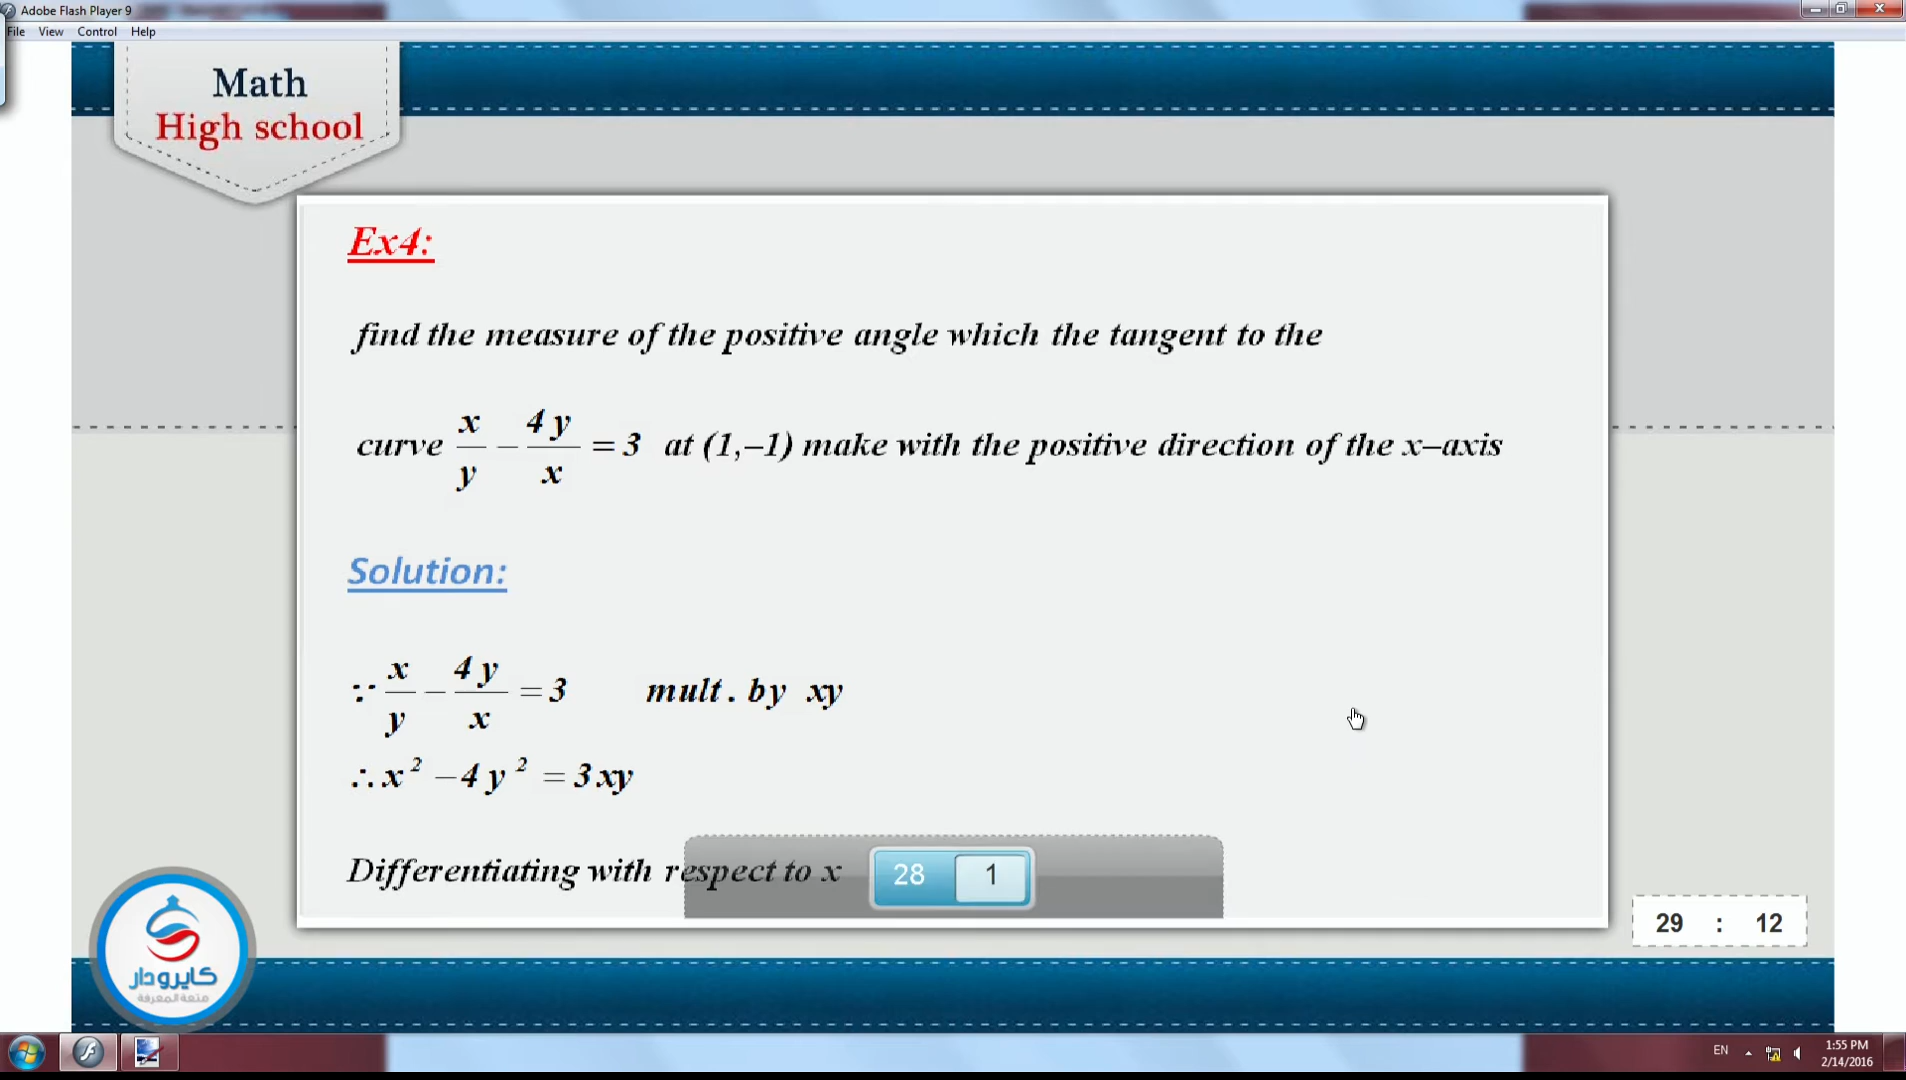 Adobe Flash Player 9
File View Control Help
Math
High school
Ex4:
find the measure of the positive angle which the tangent to the
curve x/y − 4y/x = 3 at (1,−1) make with the positive direction of the x−axis
Solution:
∵ x/y − 4y/x = 3 mult. by xy
∴ x² − 4y² = 3xy
Differentiating with respect to x
28 1
29 : 12
كايرودار
متعة المعرفة
EN
1:55 PM
2/14/2016